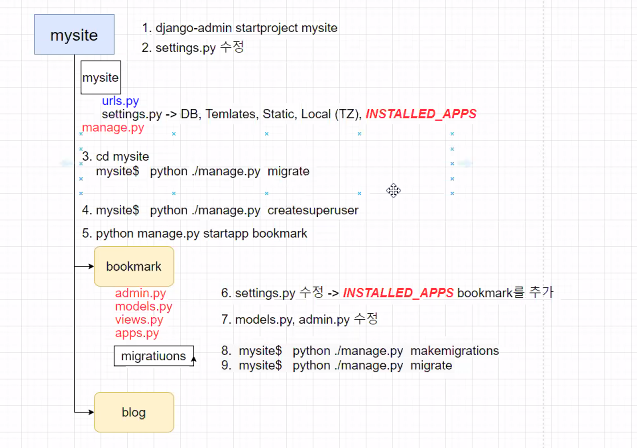 mysite
1. django-admin startproject mysite
2. settings.py 수정
mysite
urls.py
settings.py -> DB, Temlates, Static, Local (TZ), INSTALLED_APPS
manage.py
3. cd mysite
mysite$ python ./manage.py migrate
4. mysite$ python ./manage.py createsuperuser
5. python manage.py startapp bookmark
bookmark
admin.py
models.py
views.py
apps.py
6. settings.py 수정 -> INSTALLED_APPS bookmark를 추가
7. models.py, admin.py 수정
migratiuons
8. mysite$ python ./manage.py makemigrations
9. mysite$ python ./manage.py migrate
blog